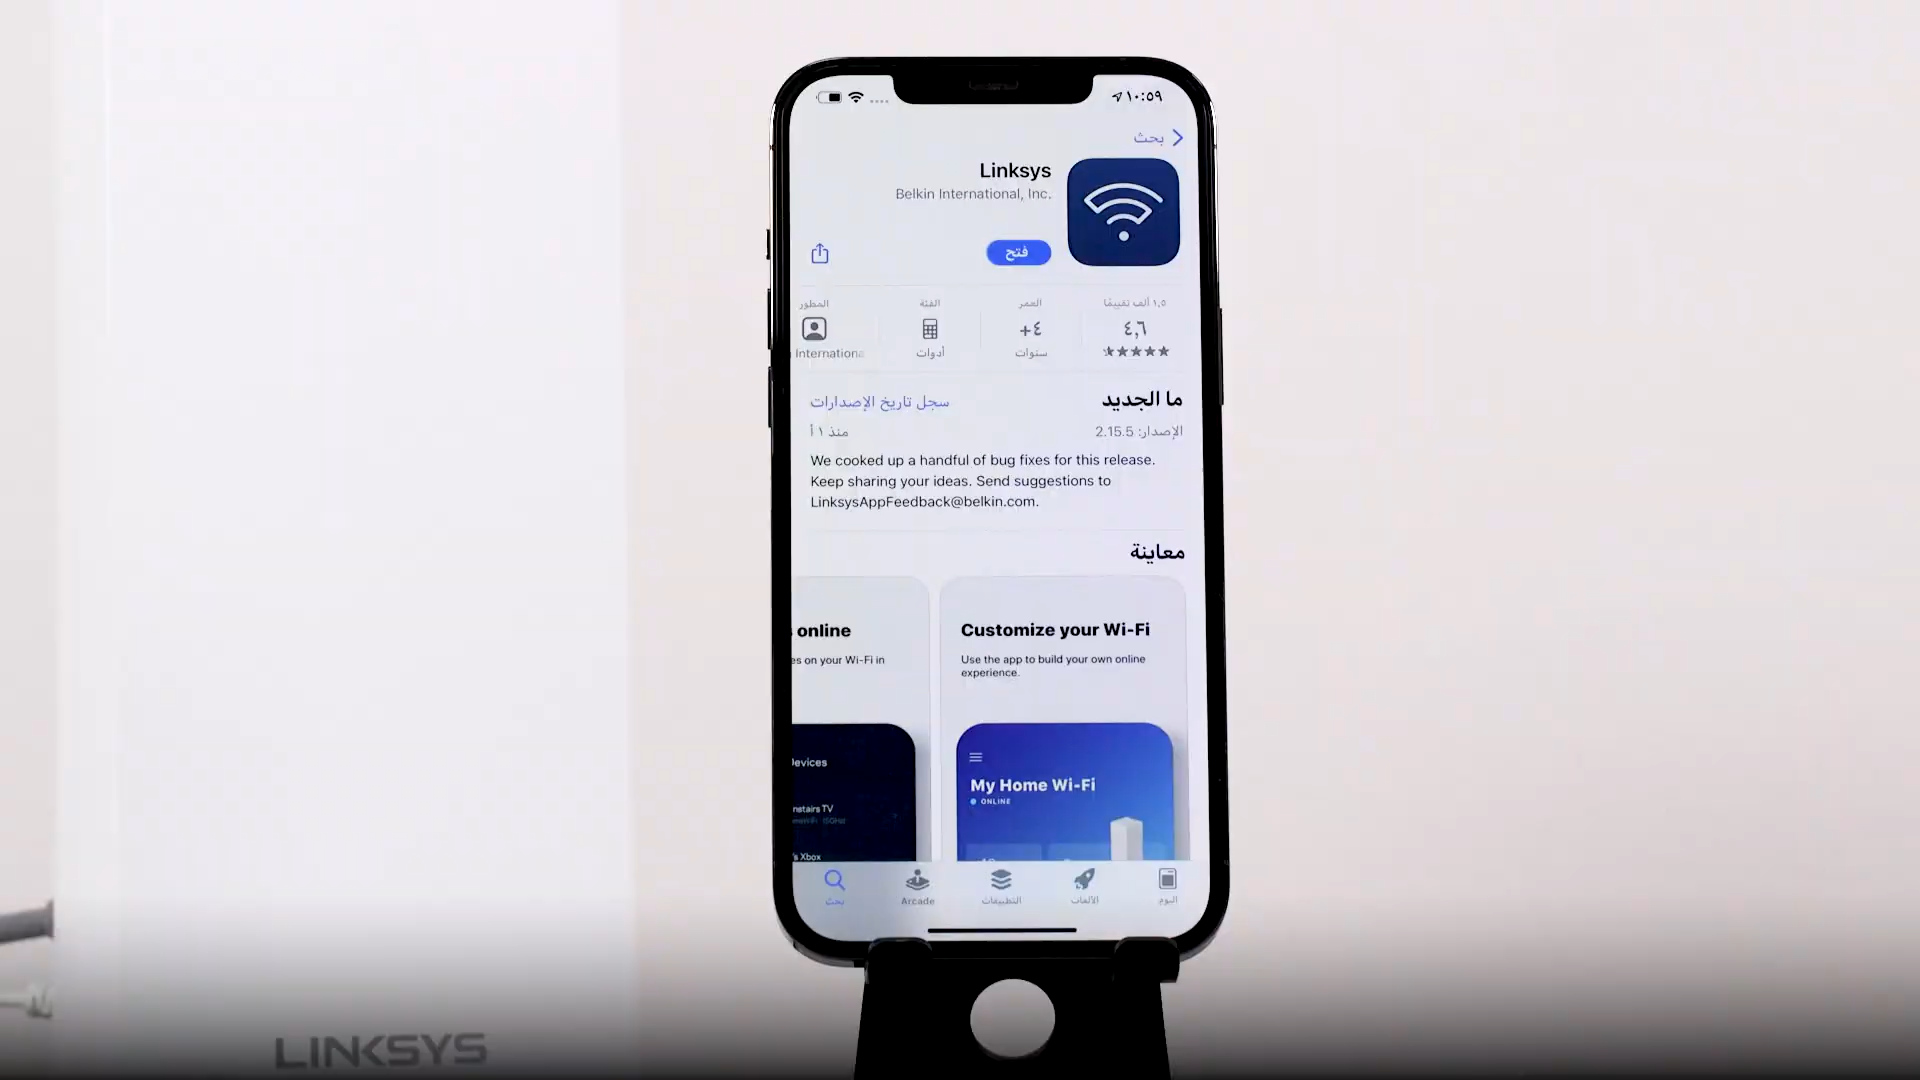 ١٠:٥٩
بحث
Linksys
Belkin International, Inc.
فتح
١٫٥ ألف تقييمًا
العمر
الفئة
المطور
٤٫٦
+٤
سنوات
أدوات
International
ما الجديد
سجل تاريخ الإصدارات
الإصدار: 2.15.5
منذ ١ أ
We cooked up a handful of bug fixes for this release.
Keep sharing your ideas. Send suggestions to
LinksysAppFeedback@belkin.com.
معاينة
Customize your Wi-Fi
Use the app to build your own online
experience.
online
es on your Wi-Fi in
My Home Wi-Fi
ONLINE
Devices
nstairs TV
's Xbox
اليوم
الألعاب
التطبيقات
Arcade
بحث
LINKSYS